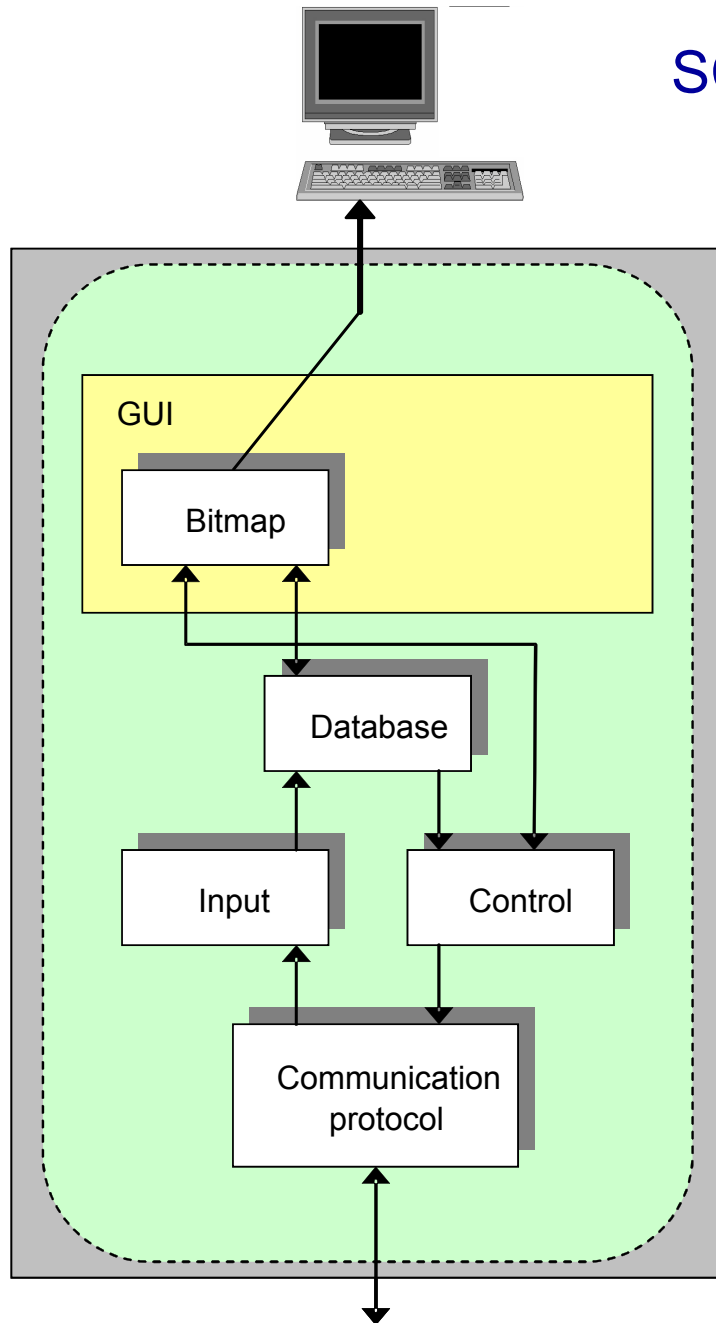 GUI
Bitmap
Database
Input
Control
Communication
protocol